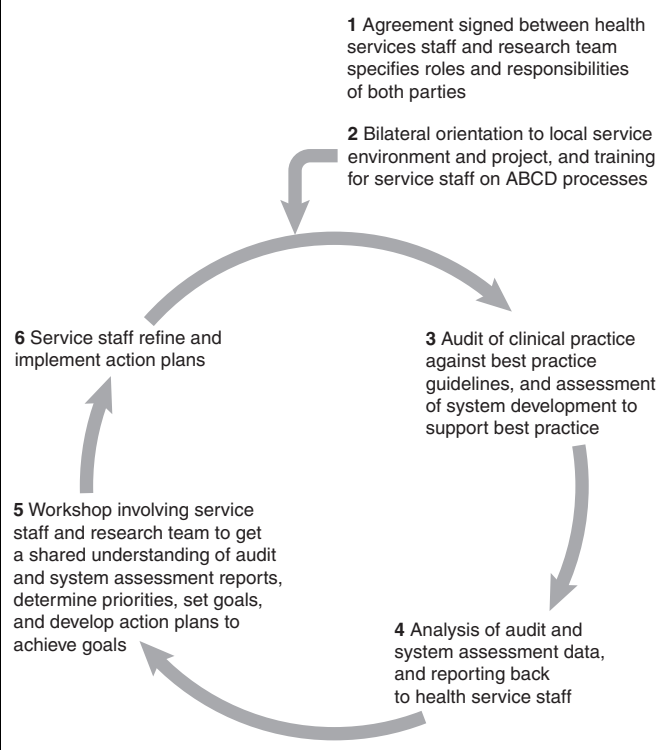 1 Agreement signed between health
services staff and research team
specifies roles and responsibilities
of both parties
2 Bilateral orientation to local service
environment and project, and training
for service staff on ABCD processes
3 Audit of clinical practice
against best practice
guidelines, and assessment
of system development to
support best practice
4 Analysis of audit and
system assessment data,
and reporting back
to health service staff
5 Workshop involving service
staff and research team to get
a shared understanding of audit
and system assessment reports,
determine priorities, set goals,
and develop action plans to
achieve goals
6 Service staff refine and
implement action plans